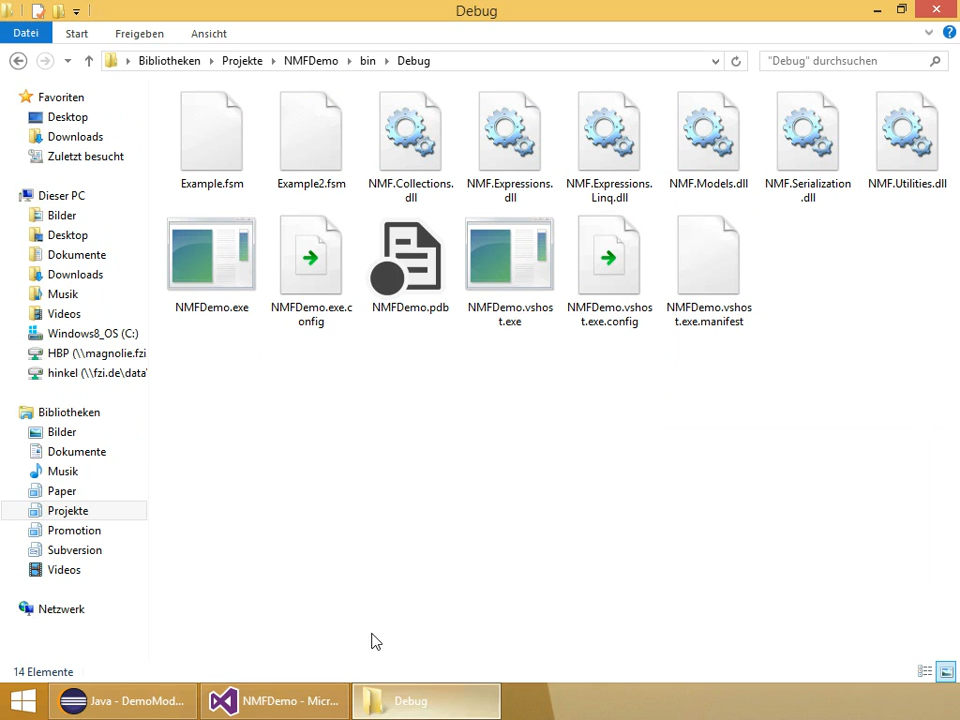 Debug
Datei
Start
Freigeben
Ansicht
Bibliotheken
Projekte
NMFDemo
bin
Debug
"Debug" durchsuchen
Favoriten
Desktop
Downloads
Zuletzt besucht
Dieser PC
Bilder
Desktop
Dokumente
Downloads
Musik
Videos
Windows8_OS (C:)
HBP (\\magnolie.fzi
hinkel (\\fzi.de\data'
Bibliotheken
Bilder
Dokumente
Musik
Paper
Projekte
Promotion
Subversion
Videos
Netzwerk
Example.fsm
Example2.fsm
NMF.Collections.
dll
NMF.Expressions.
dll
NMF.Expressions.
Linq.dll
NMF.Models.dll
NMF.Serialization
.dll
NMF.Utilities.dll
NMFDemo.exe
NMFDemo.exe.c
onfig
NMFDemo.pdb
NMFDemo.vshos
t.exe
NMFDemo.vshos
t.exe.config
NMFDemo.vshos
t.exe.manifest
14 Elemente
Java - DemoMod...
NMFDemo - Micr...
Debug